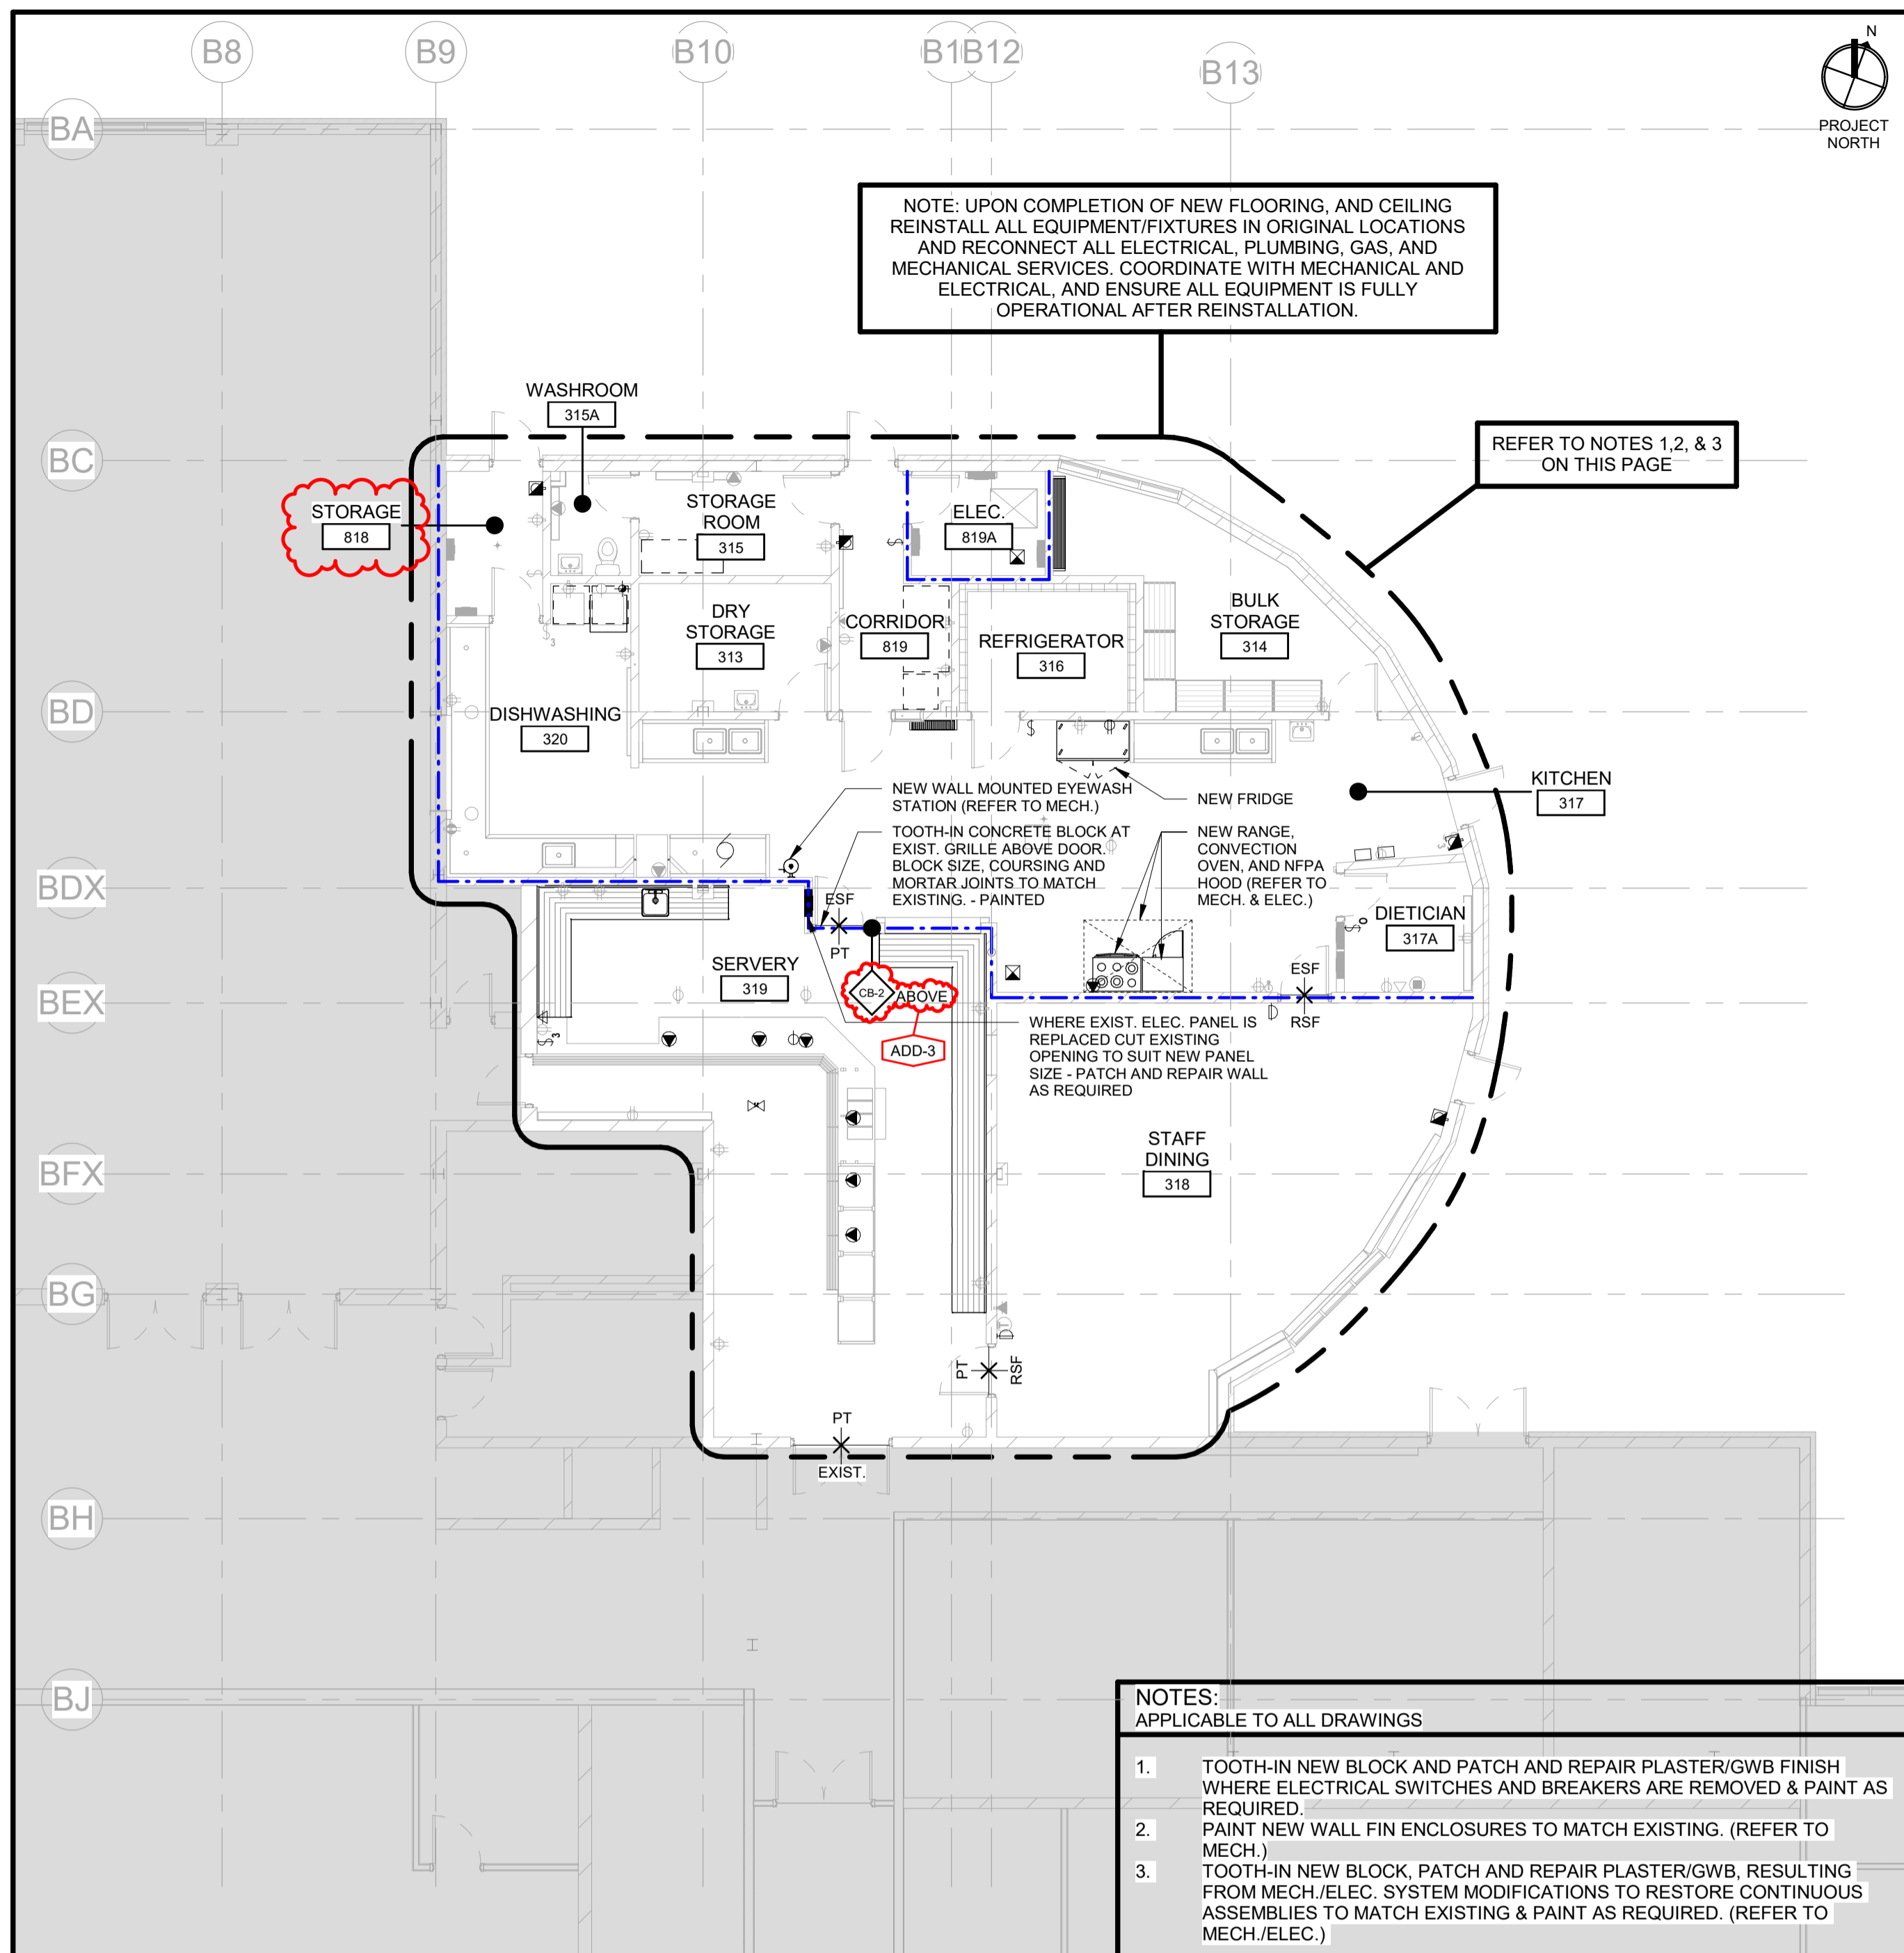 B8
B9
B10
B1
B12
B13
N
PROJECT
NORTH
BA
NOTE: UPON COMPLETION OF NEW FLOORING, AND CEILING
REINSTALL ALL EQUIPMENT/FIXTURES IN ORIGINAL LOCATIONS
AND RECONNECT ALL ELECTRICAL, PLUMBING, GAS, AND
MECHANICAL SERVICES. COORDINATE WITH MECHANICAL AND
ELECTRICAL, AND ENSURE ALL EQUIPMENT IS FULLY
OPERATIONAL AFTER REINSTALLATION.
WASHROOM
315A
BC
REFER TO NOTES 1,2, & 3
ON THIS PAGE
STORAGE
818
STORAGE
ROOM
315
ELEC.
819A
DRY
STORAGE
313
CORRIDOR
819
REFRIGERATOR
316
BULK
STORAGE
314
BD
DISHWASHING
320
KITCHEN
317
NEW WALL MOUNTED EYEWASH
STATION (REFER TO MECH.)
NEW FRIDGE
TOOTH-IN CONCRETE BLOCK AT
EXIST. GRILLE ABOVE DOOR.
BLOCK SIZE, COURSING AND
MORTAR JOINTS TO MATCH
EXISTING. - PAINTED
NEW RANGE,
CONVECTION
OVEN, AND NFPA
HOOD (REFER TO
MECH. & ELEC.)
BDX
ESF
PT
DIETICIAN
317A
SERVERY
319
CB-2
ABOVE
ADD-3
ESF
RSF
BEX
WHERE EXIST. ELEC. PANEL IS
REPLACED CUT EXISTING
OPENING TO SUIT NEW PANEL
SIZE - PATCH AND REPAIR WALL
AS REQUIRED
STAFF
DINING
318
BFX
BG
PT
RSF
PT
EXIST.
BH
BJ
NOTES:
APPLICABLE TO ALL DRAWINGS
1. TOOTH-IN NEW BLOCK AND PATCH AND REPAIR PLASTER/GWB FINISH
WHERE ELECTRICAL SWITCHES AND BREAKERS ARE REMOVED & PAINT AS
REQUIRED.
2. PAINT NEW WALL FIN ENCLOSURES TO MATCH EXISTING. (REFER TO
MECH.)
3. TOOTH-IN NEW BLOCK, PATCH AND REPAIR PLASTER/GWB, RESULTING
FROM MECH./ELEC. SYSTEM MODIFICATIONS TO RESTORE CONTINUOUS
ASSEMBLIES TO MATCH EXISTING & PAINT AS REQUIRED. (REFER TO
MECH./ELEC.)